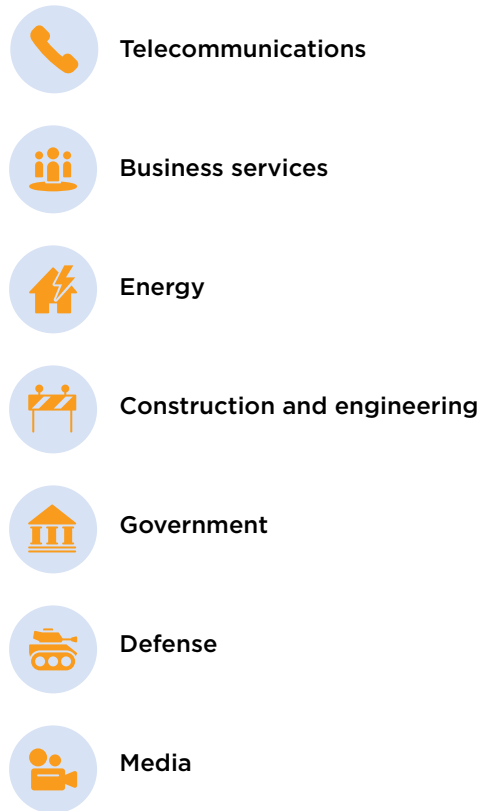 Telecommunications
Business services
Energy
Construction and engineering
Government
Defense
Media